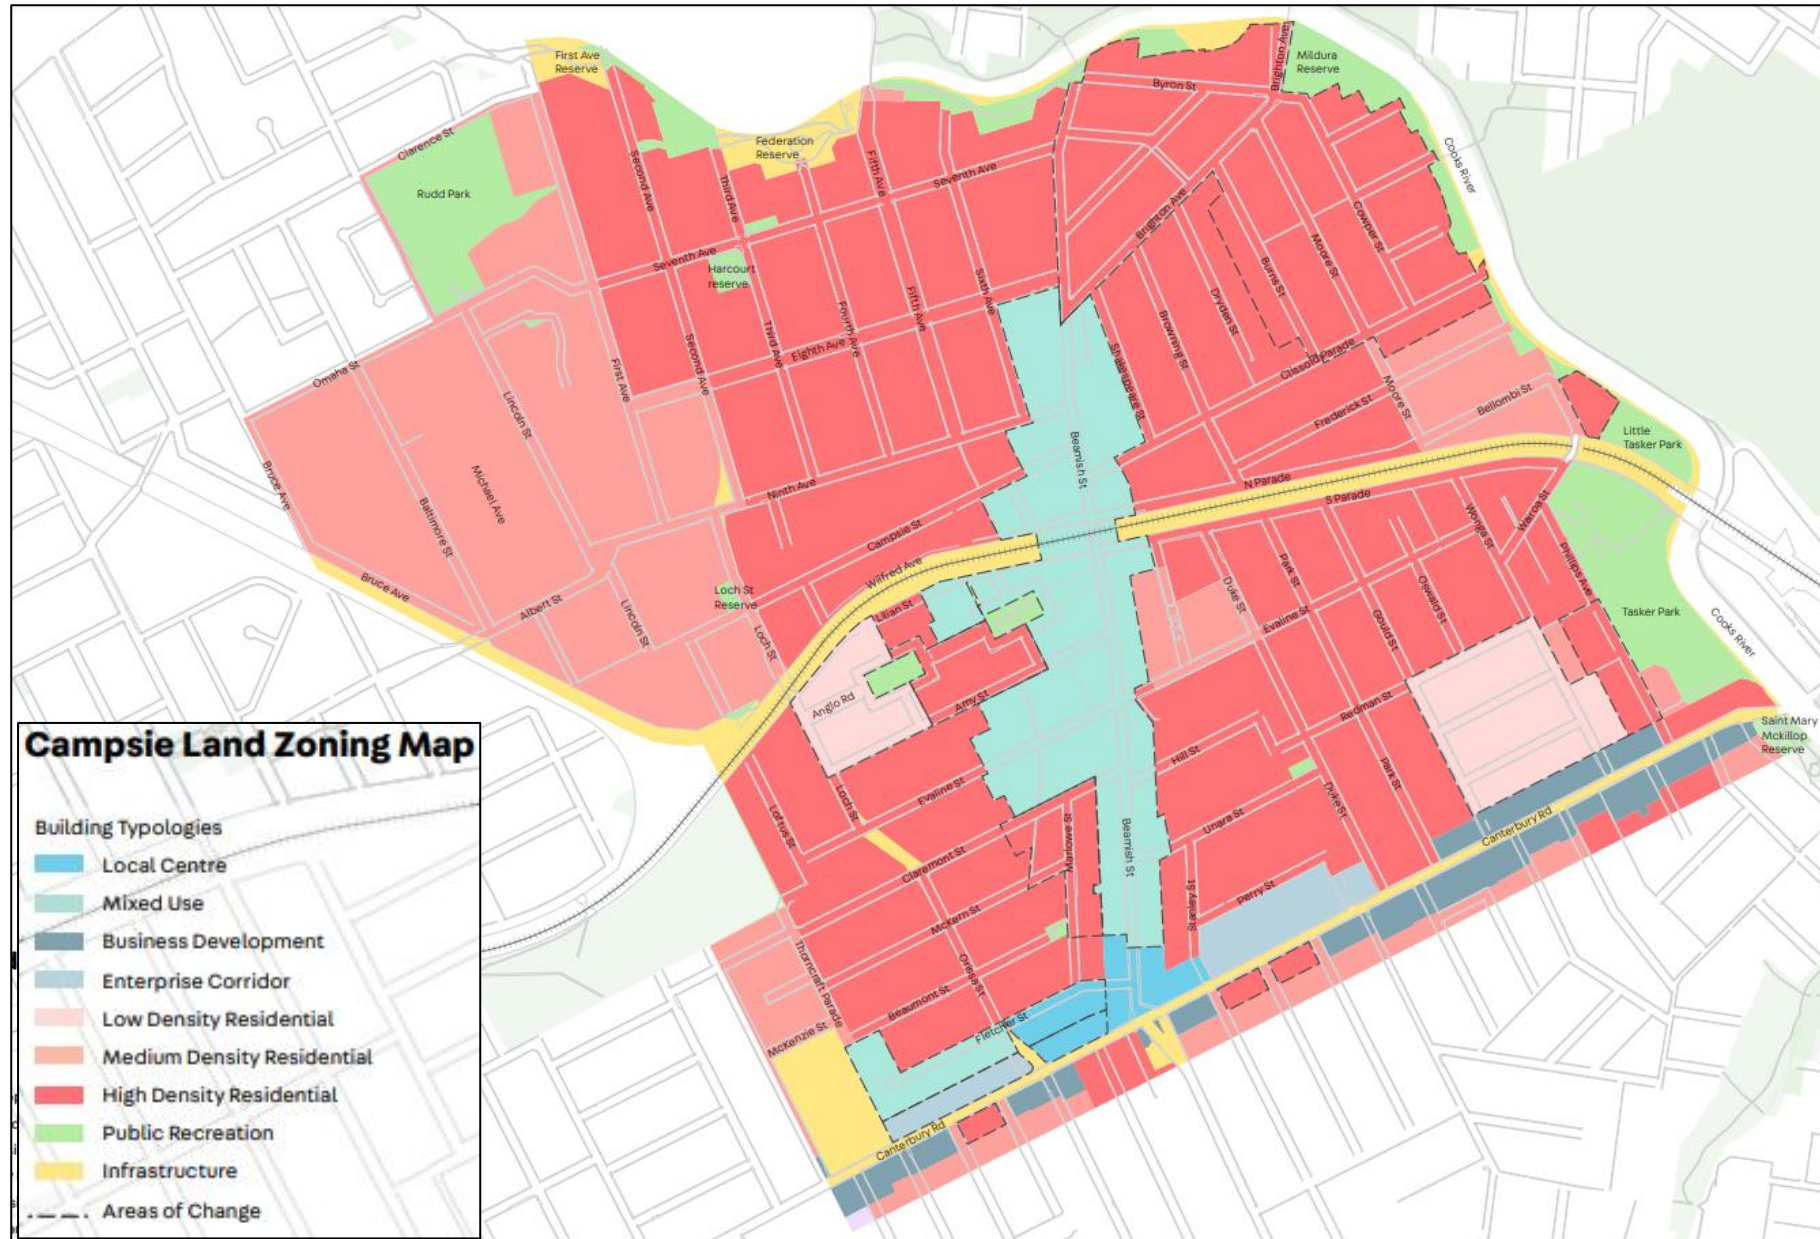 First Ave
Reserve
Mildura
Reserve
Brighton Ave
Byron St
Clarence St
Federation
Reserve
Cooks River
Rudd Park
Second Ave
Third Ave
Fifth Ave
Seventh Ave
Brighton Ave
Cowper St
Moore St
Burns St
Dryden St
Seventh Ave
Harcourt
reserve
Sixth Ave
Fifth Ave
Fourth Ave
Third Ave
Eighth Ave
Second Ave
First Ave
Browning St
Shakespeare St
Clissold Parade
Omaha St
Lincoln St
Moore St
Bellombi St
Frederick St
Little
Tasker Park
Bruce Ave
Michael Ave
Baltimore St
Beamish St
Ninth Ave
N Parade
S Parade
Campsie St
Wonga St
Wairoa St
Phillips Ave
Wilfred Ave
Bruce Ave
Albert St
Lincoln St
Loch St
Reserve
Loch St
Lilian St
Duke St
Park St
Evaline St
Gould St
Oswald St
Tasker Park
Cooks River
Anglo Rd
Amy St
Redman St
Saint Mary
Mckillop
Reserve
Hill St
Evaline St
Loch St
Loftus St
Park St
Duke St
Unara St
Canterbury Rd
Marlowe St
Beamish St
Claremont St
McKern St
Perry St
Stanley St
Thorncraft Parade
Orissa St
Beaumont St
Fletcher St
McKenzie St
Canterbury Rd
Campsie Land Zoning Map
Building Typologies
Local Centre
Mixed Use
Business Development
Enterprise Corridor
Low Density Residential
Medium Density Residential
High Density Residential
Public Recreation
Infrastructure
Areas of Change